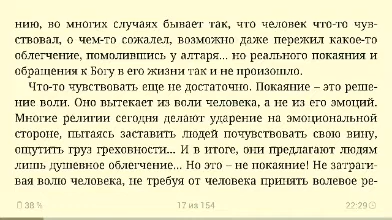 нию, во многих случаях бывает так, что человек что-то чув-
ствовал, о чем-то сожалел, возможно даже пережил какое-то
облегчение, помолившись у алтаря... но реального покаяния и
обращения к Богу в его жизни так и не произошло.
Что-то чувствовать еще не достаточно. Покаяние – это реше-
ние воли. Оно вытекает из воли человека, а не из его эмоций.
Многие религии сегодня делают ударение на эмоциональной
стороне, пытаясь заставить людей почувствовать свою вину,
ощутить груз греховности... И в итоге, они предлагают людям
лишь душевное облегчение... Но это – не покаяние! Не затраги-
вая волю человека, не требуя от человека принять волевое ре-
38 % 17 из 154 22:29